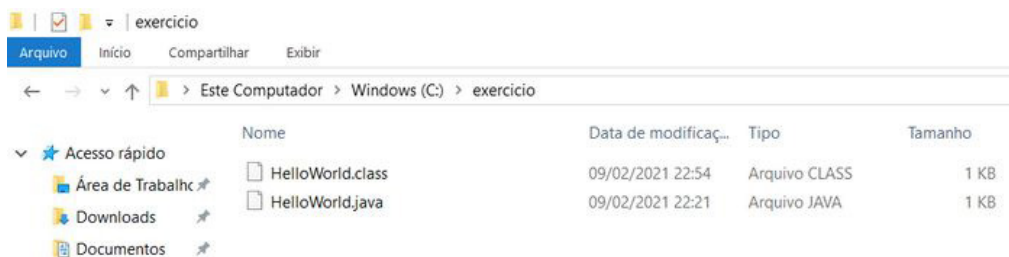 exercicio
Arquivo Início Compartilhar Exibir
Este Computador > Windows (C:) > exercicio
Nome Data de modificaç... Tipo Tamanho
Acesso rápido
HelloWorld.class 09/02/2021 22:54 Arquivo CLASS 1 KB
Área de Trabalhc
HelloWorld.java 09/02/2021 22:21 Arquivo JAVA 1 KB
Downloads
Documentos